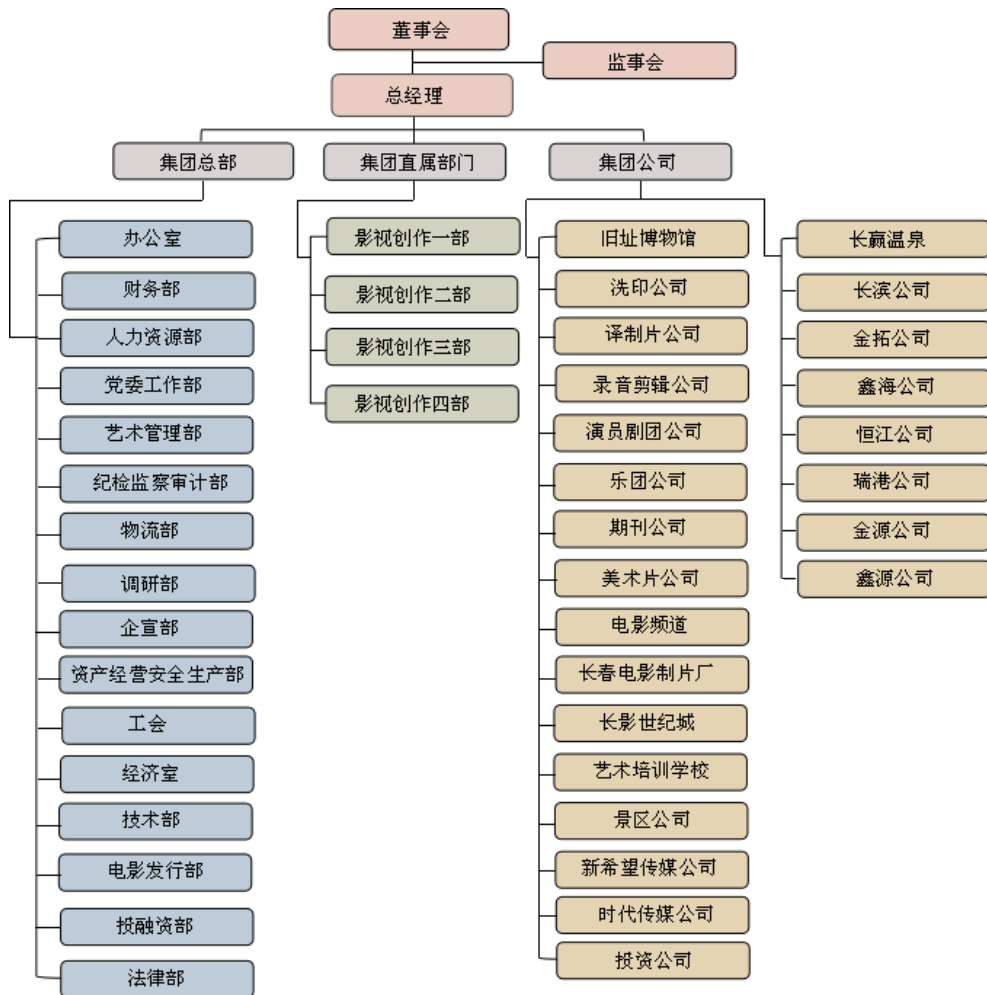 董事会
监事会
总经理
集团总部
集团直属部门
集团公司
办公室
财务部
人力资源部
党委工作部
艺术管理部
纪检监察审计部
物流部
调研部
企宣部
资产经营安全生产部
工会
经济室
技术部
电影发行部
投融资部
法律部
影视创作一部
影视创作二部
影视创作三部
影视创作四部
旧址博物馆
洗印公司
译制片公司
录音剪辑公司
演员剧团公司
乐团公司
期刊公司
美术片公司
电影频道
长春电影制片厂
长影世纪城
艺术培训学校
景区公司
新希望传媒公司
时代传媒公司
投资公司
长赢温泉
长滨公司
金拓公司
鑫海公司
恒江公司
瑞港公司
金源公司
鑫源公司